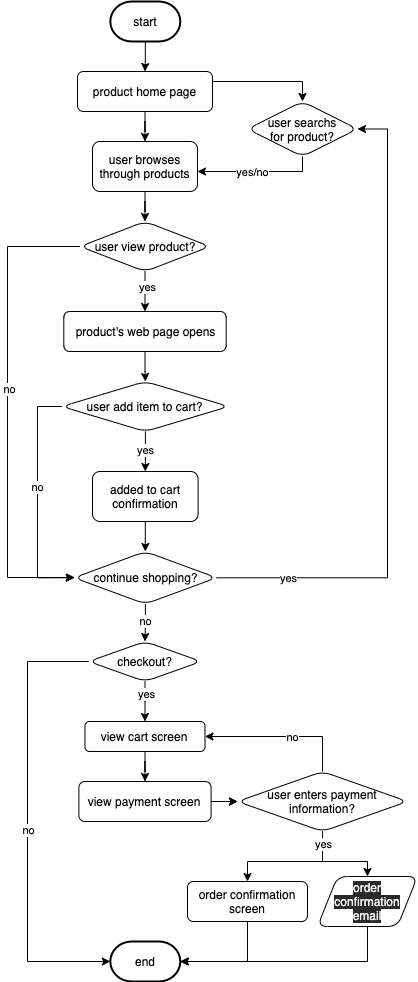 start
product home page
user searchs
for product?
user browses
through products
yes/no
user view product?
yes
product's web page opens
no
user add item to cart?
yes
no
added to cart
confirmation
continue shopping?
yes
no
checkout?
yes
view cart screen
no
view payment screen
user enters payment
information?
no
yes
order confirmation
screen
order
confirmation
email
end